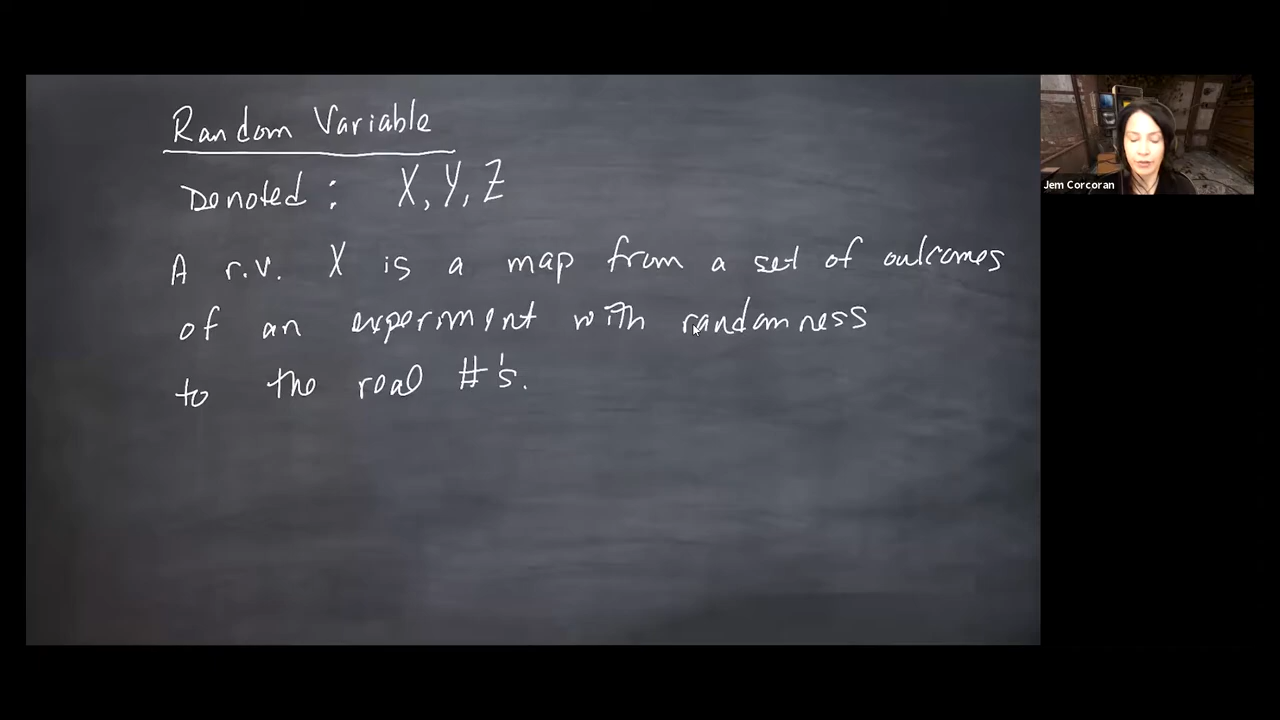 Random Variable
Denoted : X, Y, Z
A r.v. X is a map from a set of outcomes
of an experiment with randomness
to the real #'s.
Jem Corcoran